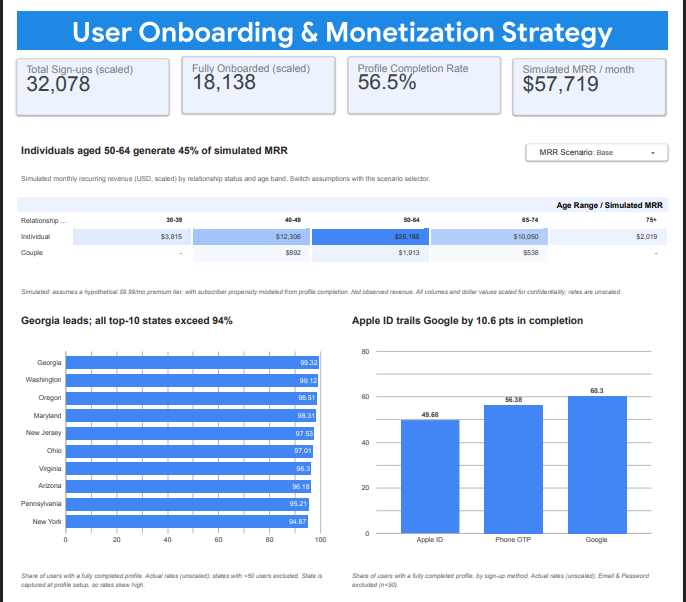 User Onboarding & Monetization Strategy
Total Sign-ups (scaled)
32,078
Fully Onboarded (scaled)
18,138
Profile Completion Rate
56.5%
Simulated MRR / month
$57,719
Individuals aged 50-64 generate 45% of simulated MRR
MRR Scenario: Base
Simulated monthly recurring revenue (USD, scaled) by relationship status and age band. Switch assumptions with the scenario selector.
Age Range / Simulated MRR
Relationship ... 30-39 40-49 50-64 65-74 75+
Individual $3,815 $12,306 $26,186 $10,050 $2,019
Couple - $892 $1,913 $538 -
Simulated: assumes a hypothetical $9.99/mo premium tier, with subscriber propensity modeled from profile completion. Not observed revenue. All volumes and dollar values scaled for confidentiality; rates are unscaled.
Georgia leads; all top-10 states exceed 94%
Georgia 99.32
Washington 99.12
Oregon 98.51
Maryland 98.31
New Jersey 97.53
Ohio 97.01
Virginia 96.3
Arizona 96.18
Pennsylvania 95.21
New York 94.87
0 20 40 60 80 100
Share of users with a fully completed profile. Actual rates (unscaled); states with <50 users excluded. State is
captured at profile setup, so rates skew high.
Apple ID trails Google by 10.6 pts in completion
80
60
40
20
0
49.68 56.38 60.3
Apple ID Phone OTP Google
Share of users with a fully completed profile, by sign-up method. Actual rates (unscaled); Email & Password
excluded (n<50).